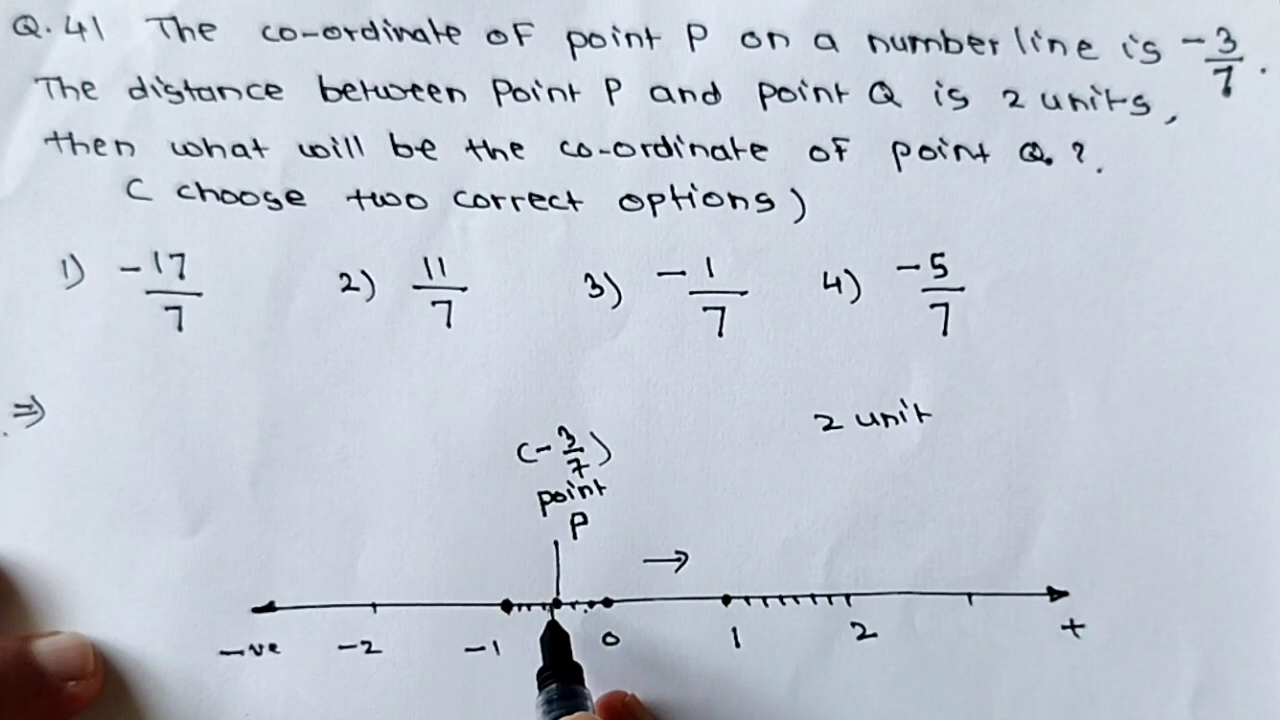 Q.41 The co-ordinate of point P on a number line is -3/7.
The distance between Point P and point Q is 2 units,
then what will be the co-ordinate of point Q.?
( choose two correct options)
1) -17/7 2) 11/7 3) -1/7 4) -5/7
⇒
2 unit
(-3/7)
point
P
→
-ve -2 -1 0 1 2 +